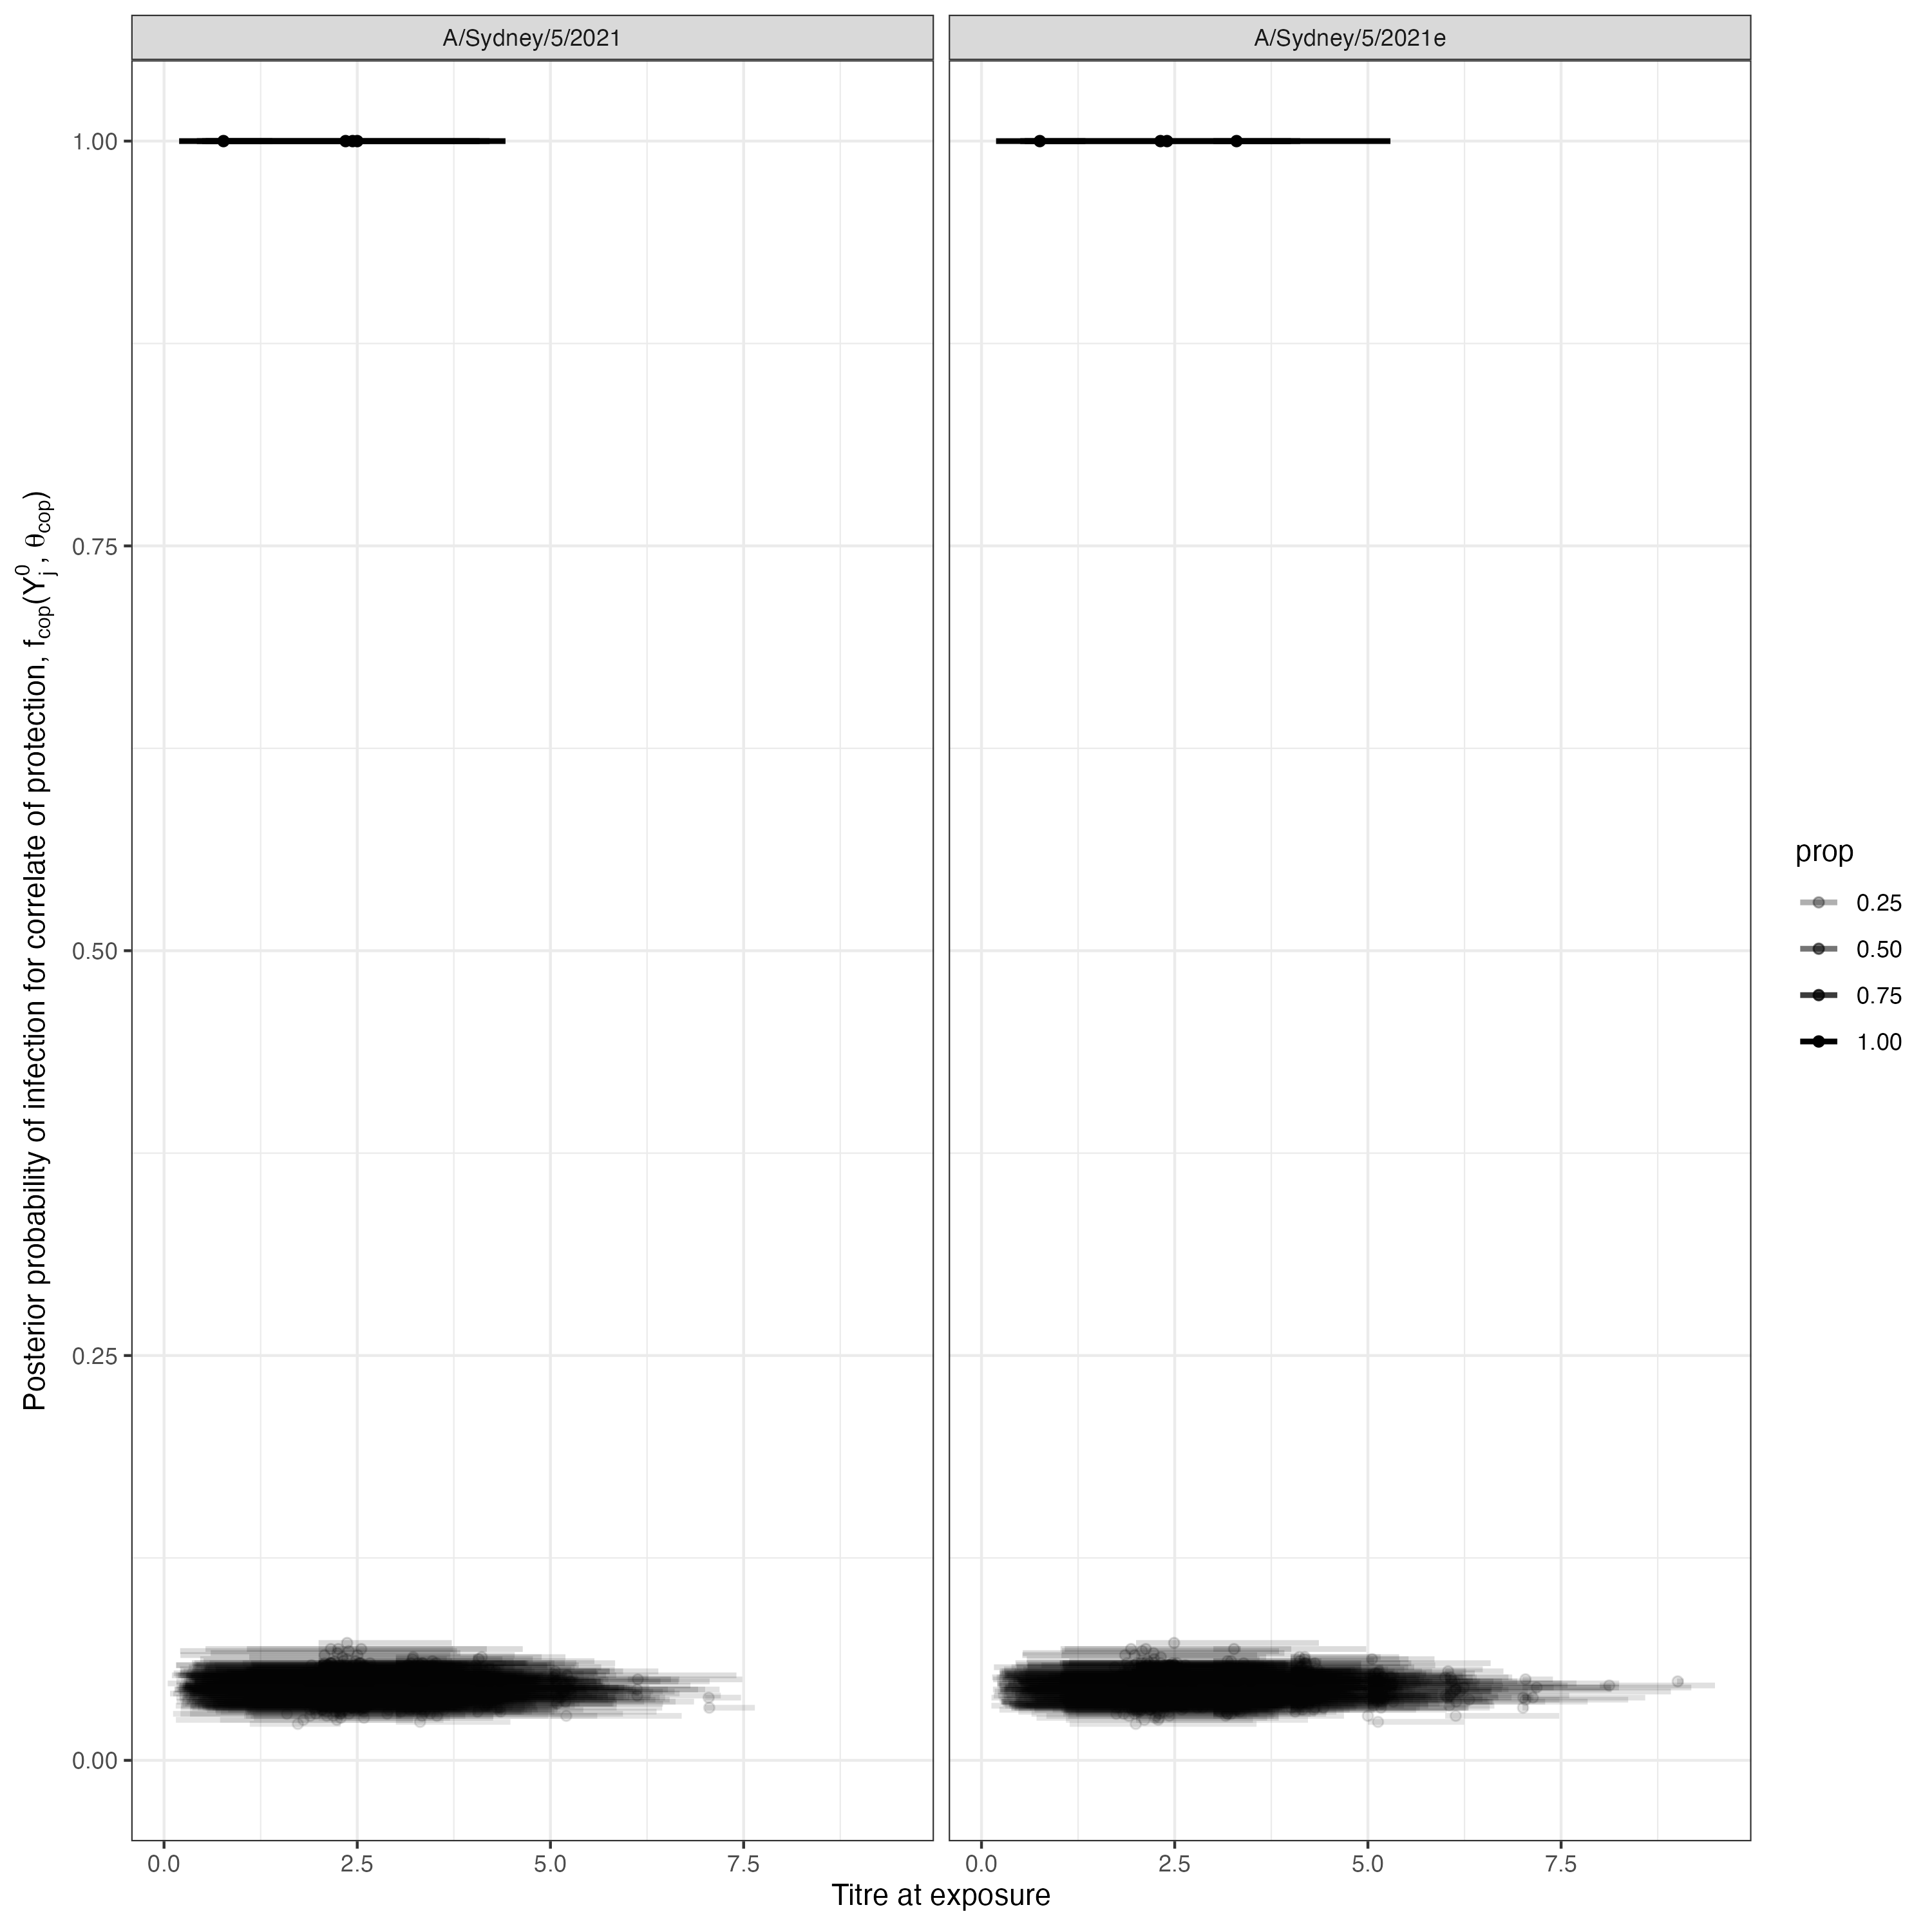 A/Sydney/5/2021
A/Sydney/5/2021e
Posterior probability of infection for correlate of protection, f_cop(Y_j^0, θ_cop)
1.00
0.75
0.50
0.25
0.00
0.0 2.5 5.0 7.5
0.0 2.5 5.0 7.5
Titre at exposure
prop
0.25
0.50
0.75
1.00